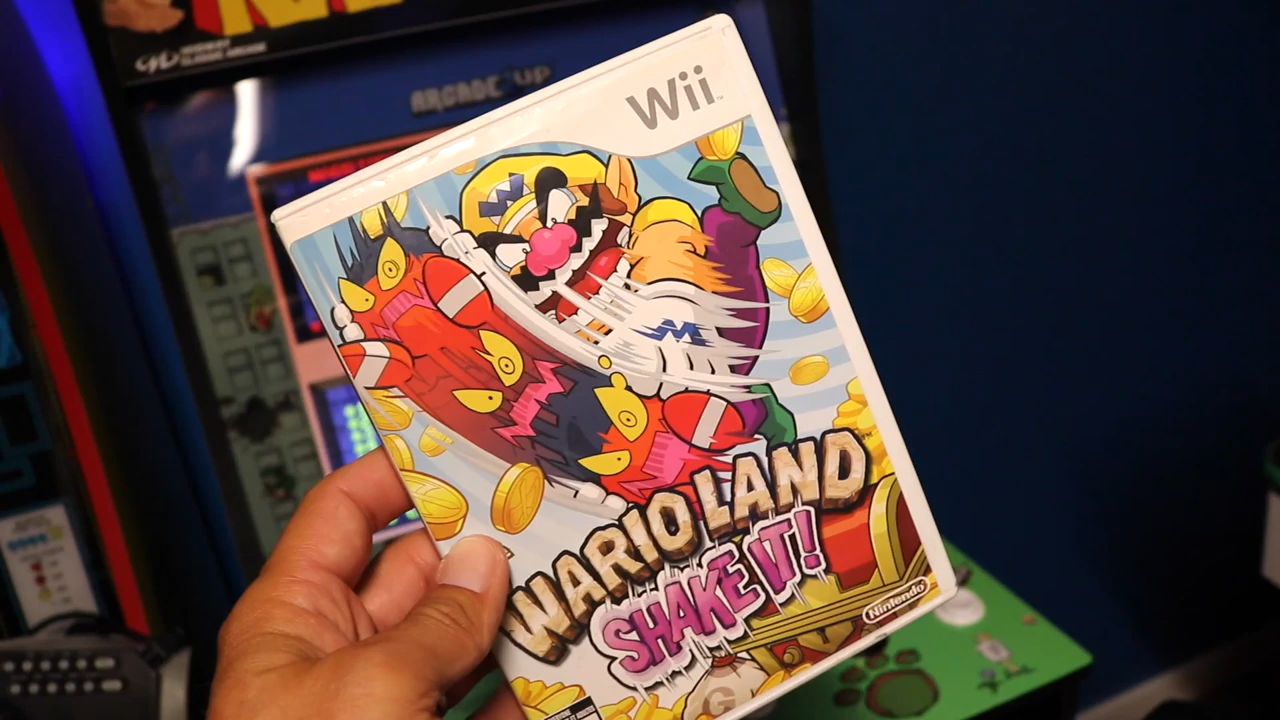 ARCADE1UP
Wii
W
WARIO LAND
SHAKE IT!
Nintendo
G